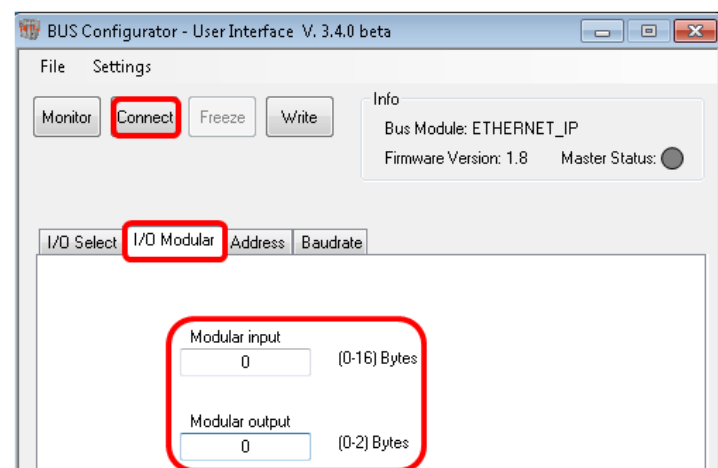 BUS Configurator - User Interface V. 3.4.0 beta
File Settings
Monitor Connect Freeze Write
Info
Bus Module: ETHERNET_IP
Firmware Version: 1.8 Master Status:
I/O Select I/O Modular Address Baudrate
Modular input
0 (0-16) Bytes
Modular output
0 (0-2) Bytes